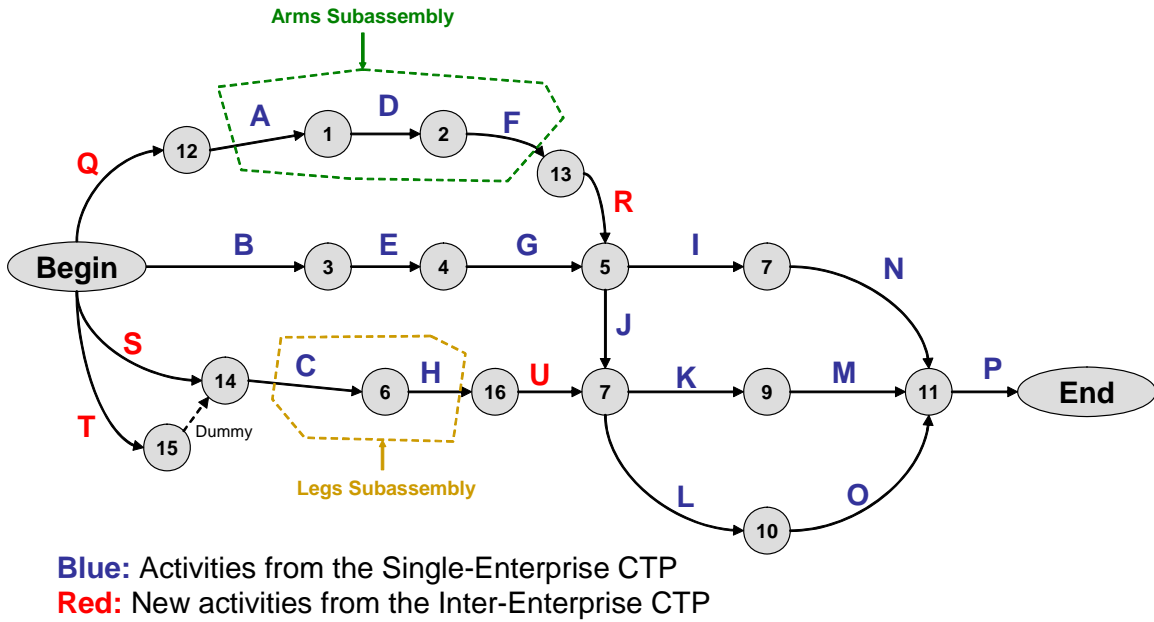 Arms Subassembly
A
D
F
1
2
12
Q
13
R
B
E
G
I
N
Begin
3
4
5
7
S
J
C
H
U
K
M
P
14
6
16
7
9
11
End
T
15
Dummy
L
O
Legs Subassembly
10
Blue: Activities from the Single-Enterprise CTP
Red: New activities from the Inter-Enterprise CTP